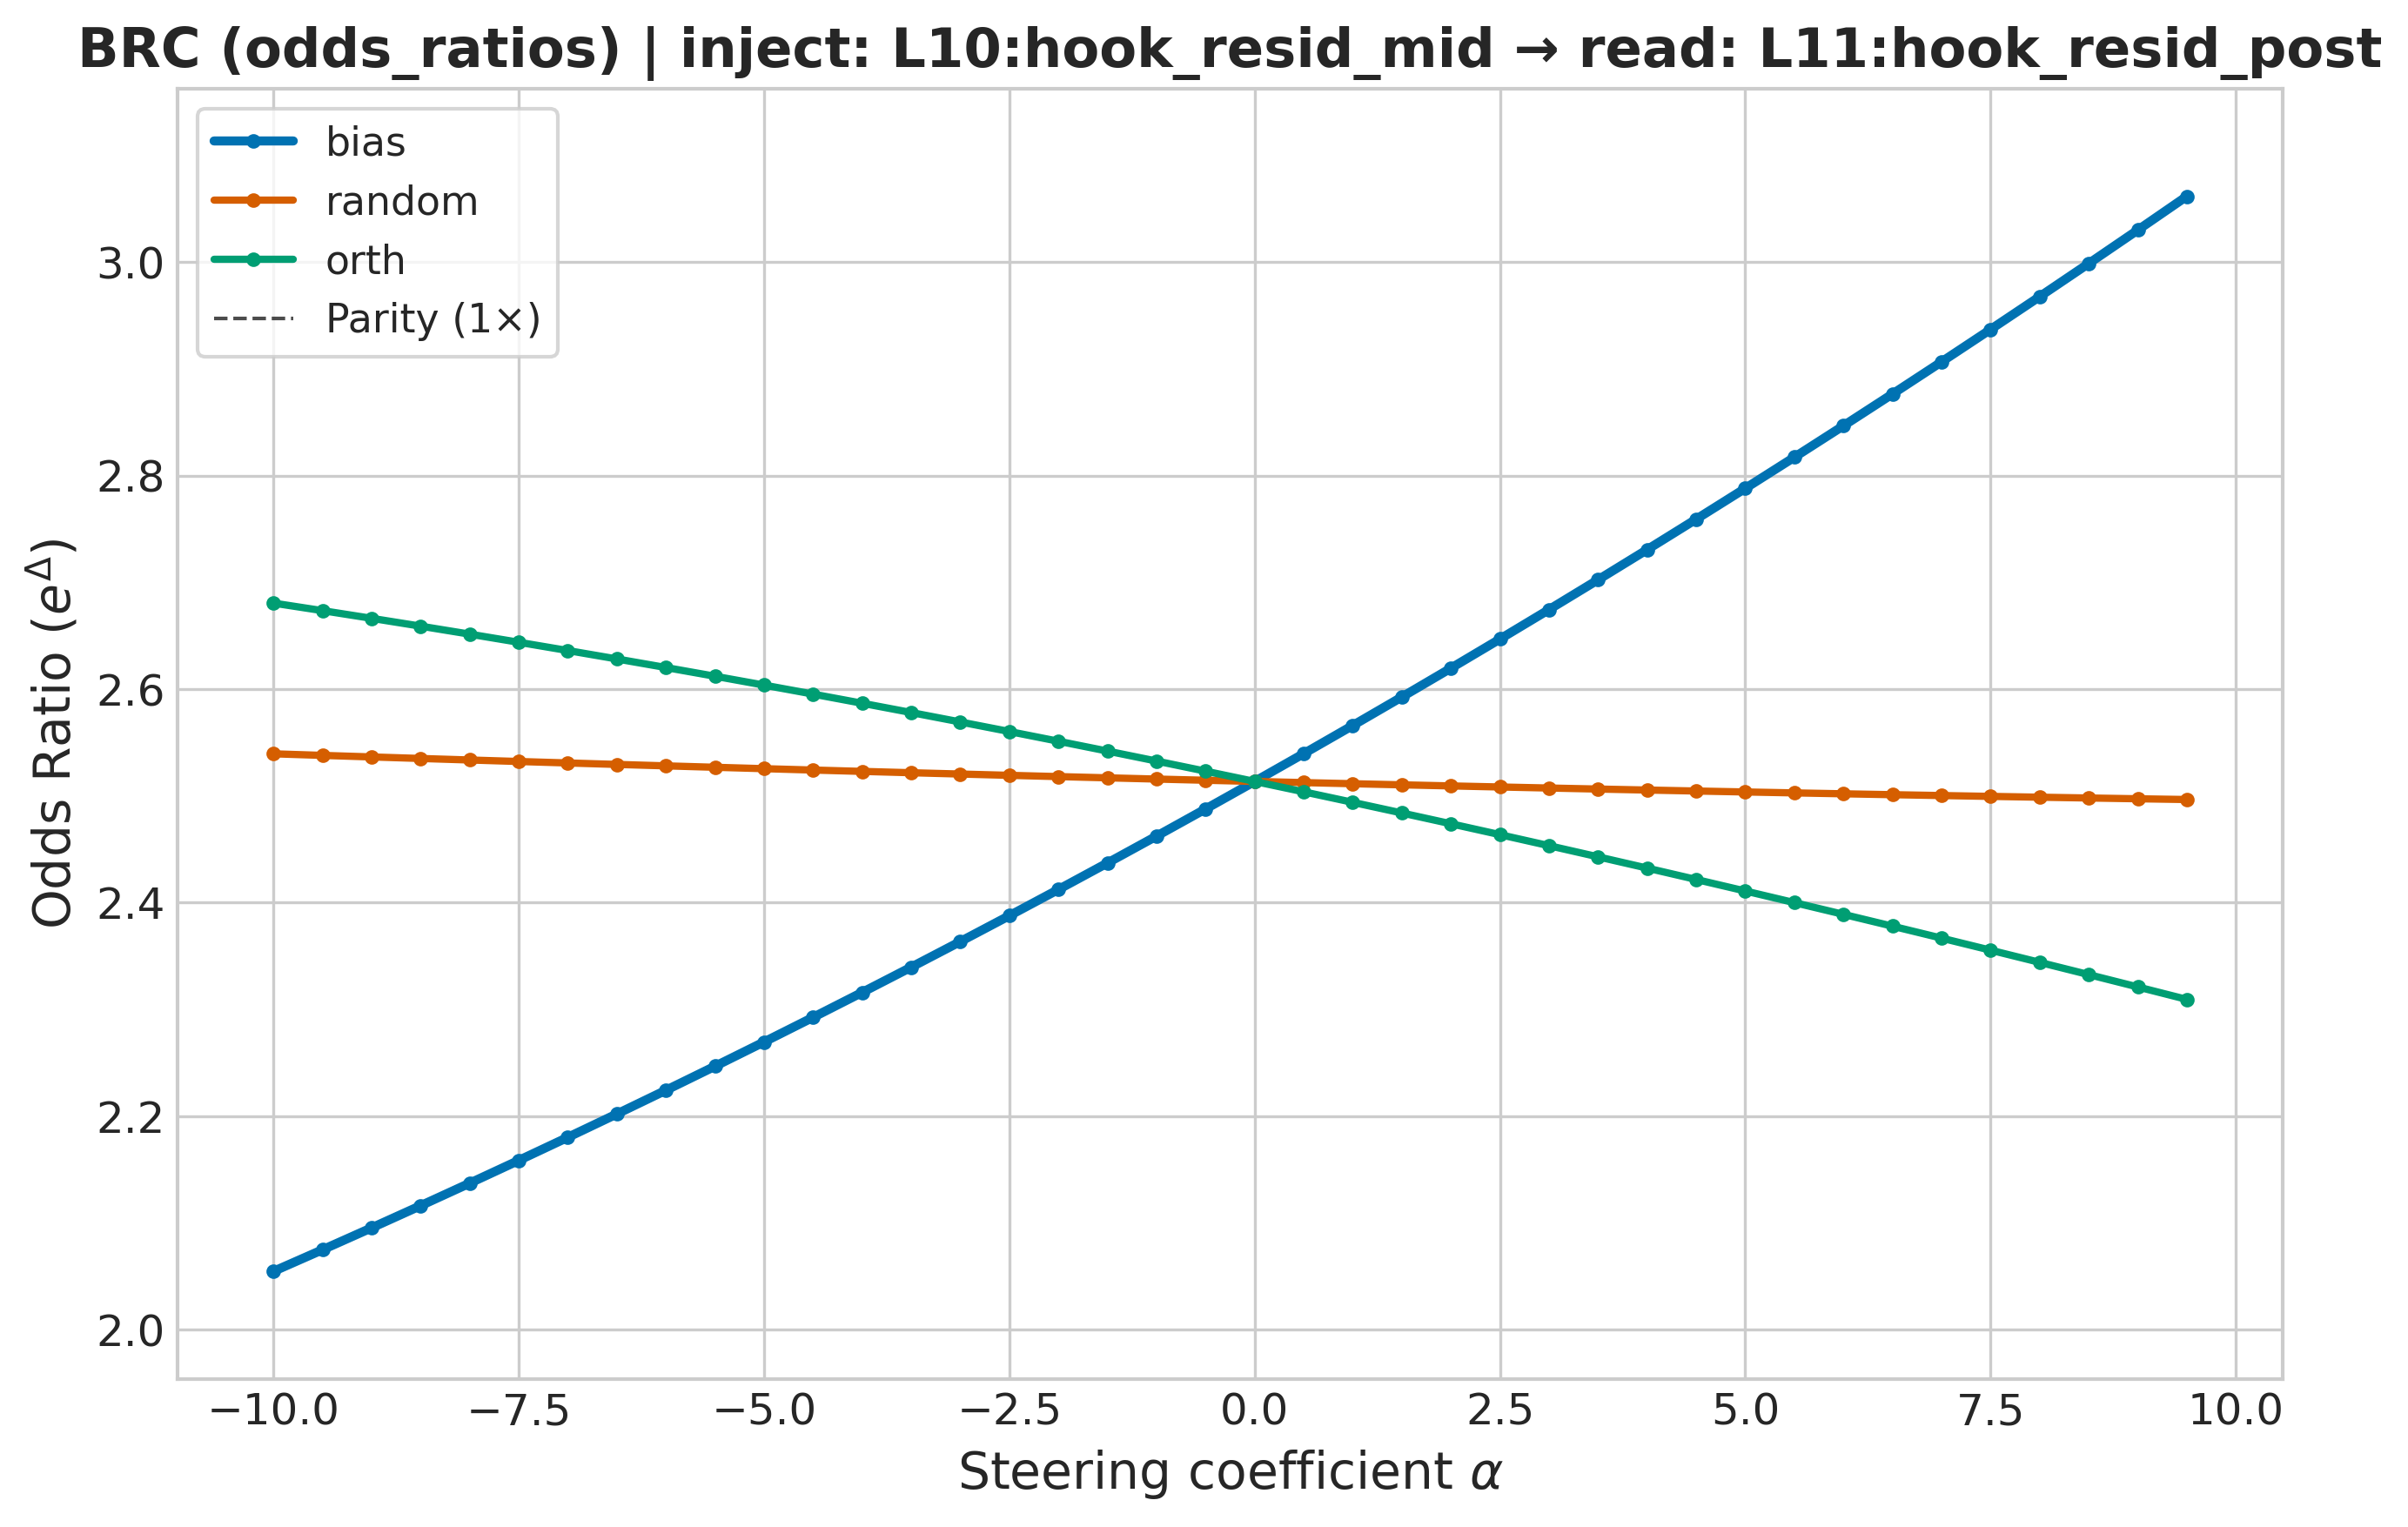 BRC (odds_ratios) | inject: L10:hook_resid_mid → read: L11:hook_resid_post
bias
random
orth
Parity (1×)
Odds Ratio (e^Δ)
3.0
2.8
2.6
2.4
2.2
2.0
−10.0 −7.5 −5.0 −2.5 0.0 2.5 5.0 7.5 10.0
Steering coefficient α